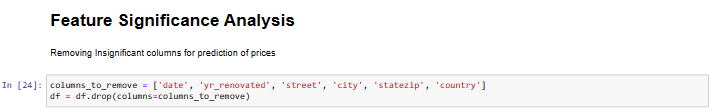 Feature Significance Analysis
Removing Insignificant columns for prediction of prices
In [24]: columns_to_remove = ['date', 'yr_renovated', 'street', 'city', 'statezip', 'country']
df = df.drop(columns=columns_to_remove)